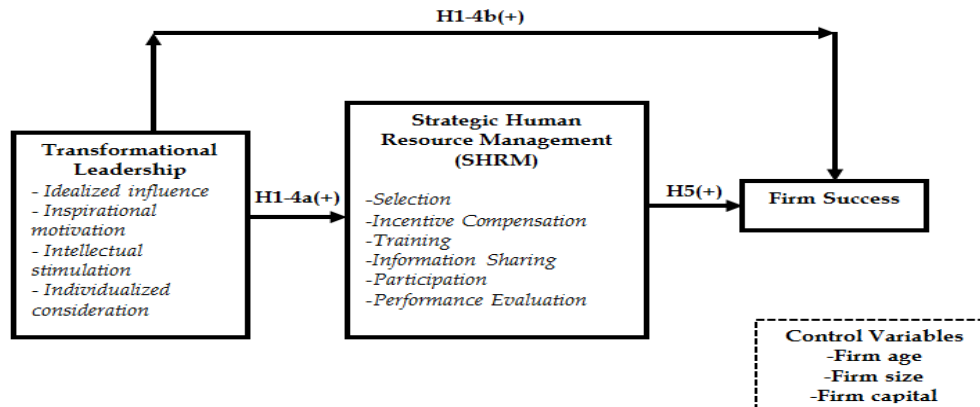 H1-4b(+)
Transformational
Leadership
- Idealized influence
- Inspirational
motivation
- Intellectual
stimulation
- Individualized
consideration
H1-4a(+)
Strategic Human
Resource Management
(SHRM)
-Selection
-Incentive Compensation
-Training
-Information Sharing
-Participation
-Performance Evaluation
H5(+)
Firm Success
Control Variables
-Firm age
-Firm size
-Firm capital